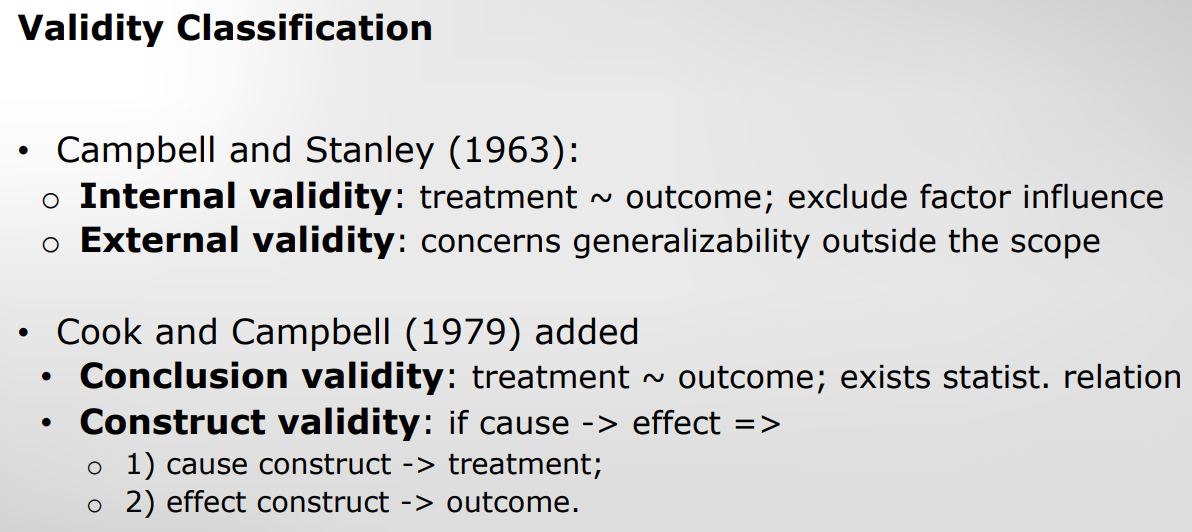 Validity Classification
• Campbell and Stanley (1963):
o Internal validity: treatment ~ outcome; exclude factor influence
o External validity: concerns generalizability outside the scope
• Cook and Campbell (1979) added
• Conclusion validity: treatment ~ outcome; exists statist. relation
• Construct validity: if cause -> effect =>
o 1) cause construct -> treatment;
o 2) effect construct -> outcome.